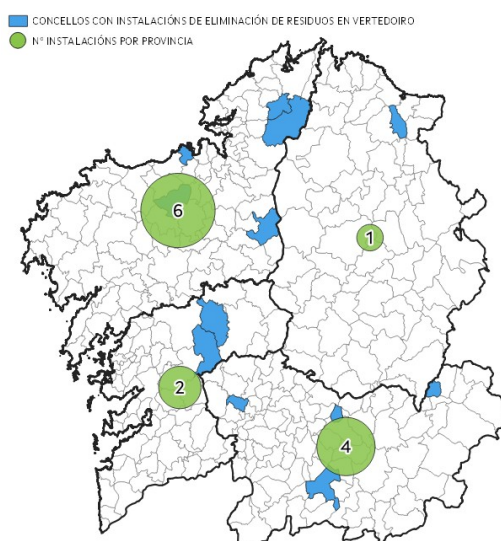 CONCELLOS CON INSTALACIÓNS DE ELIMINACIÓN DE RESIDUOS EN VERTEDOIRO
Nº INSTALACIÓNS POR PROVINCIA
6
1
2
4